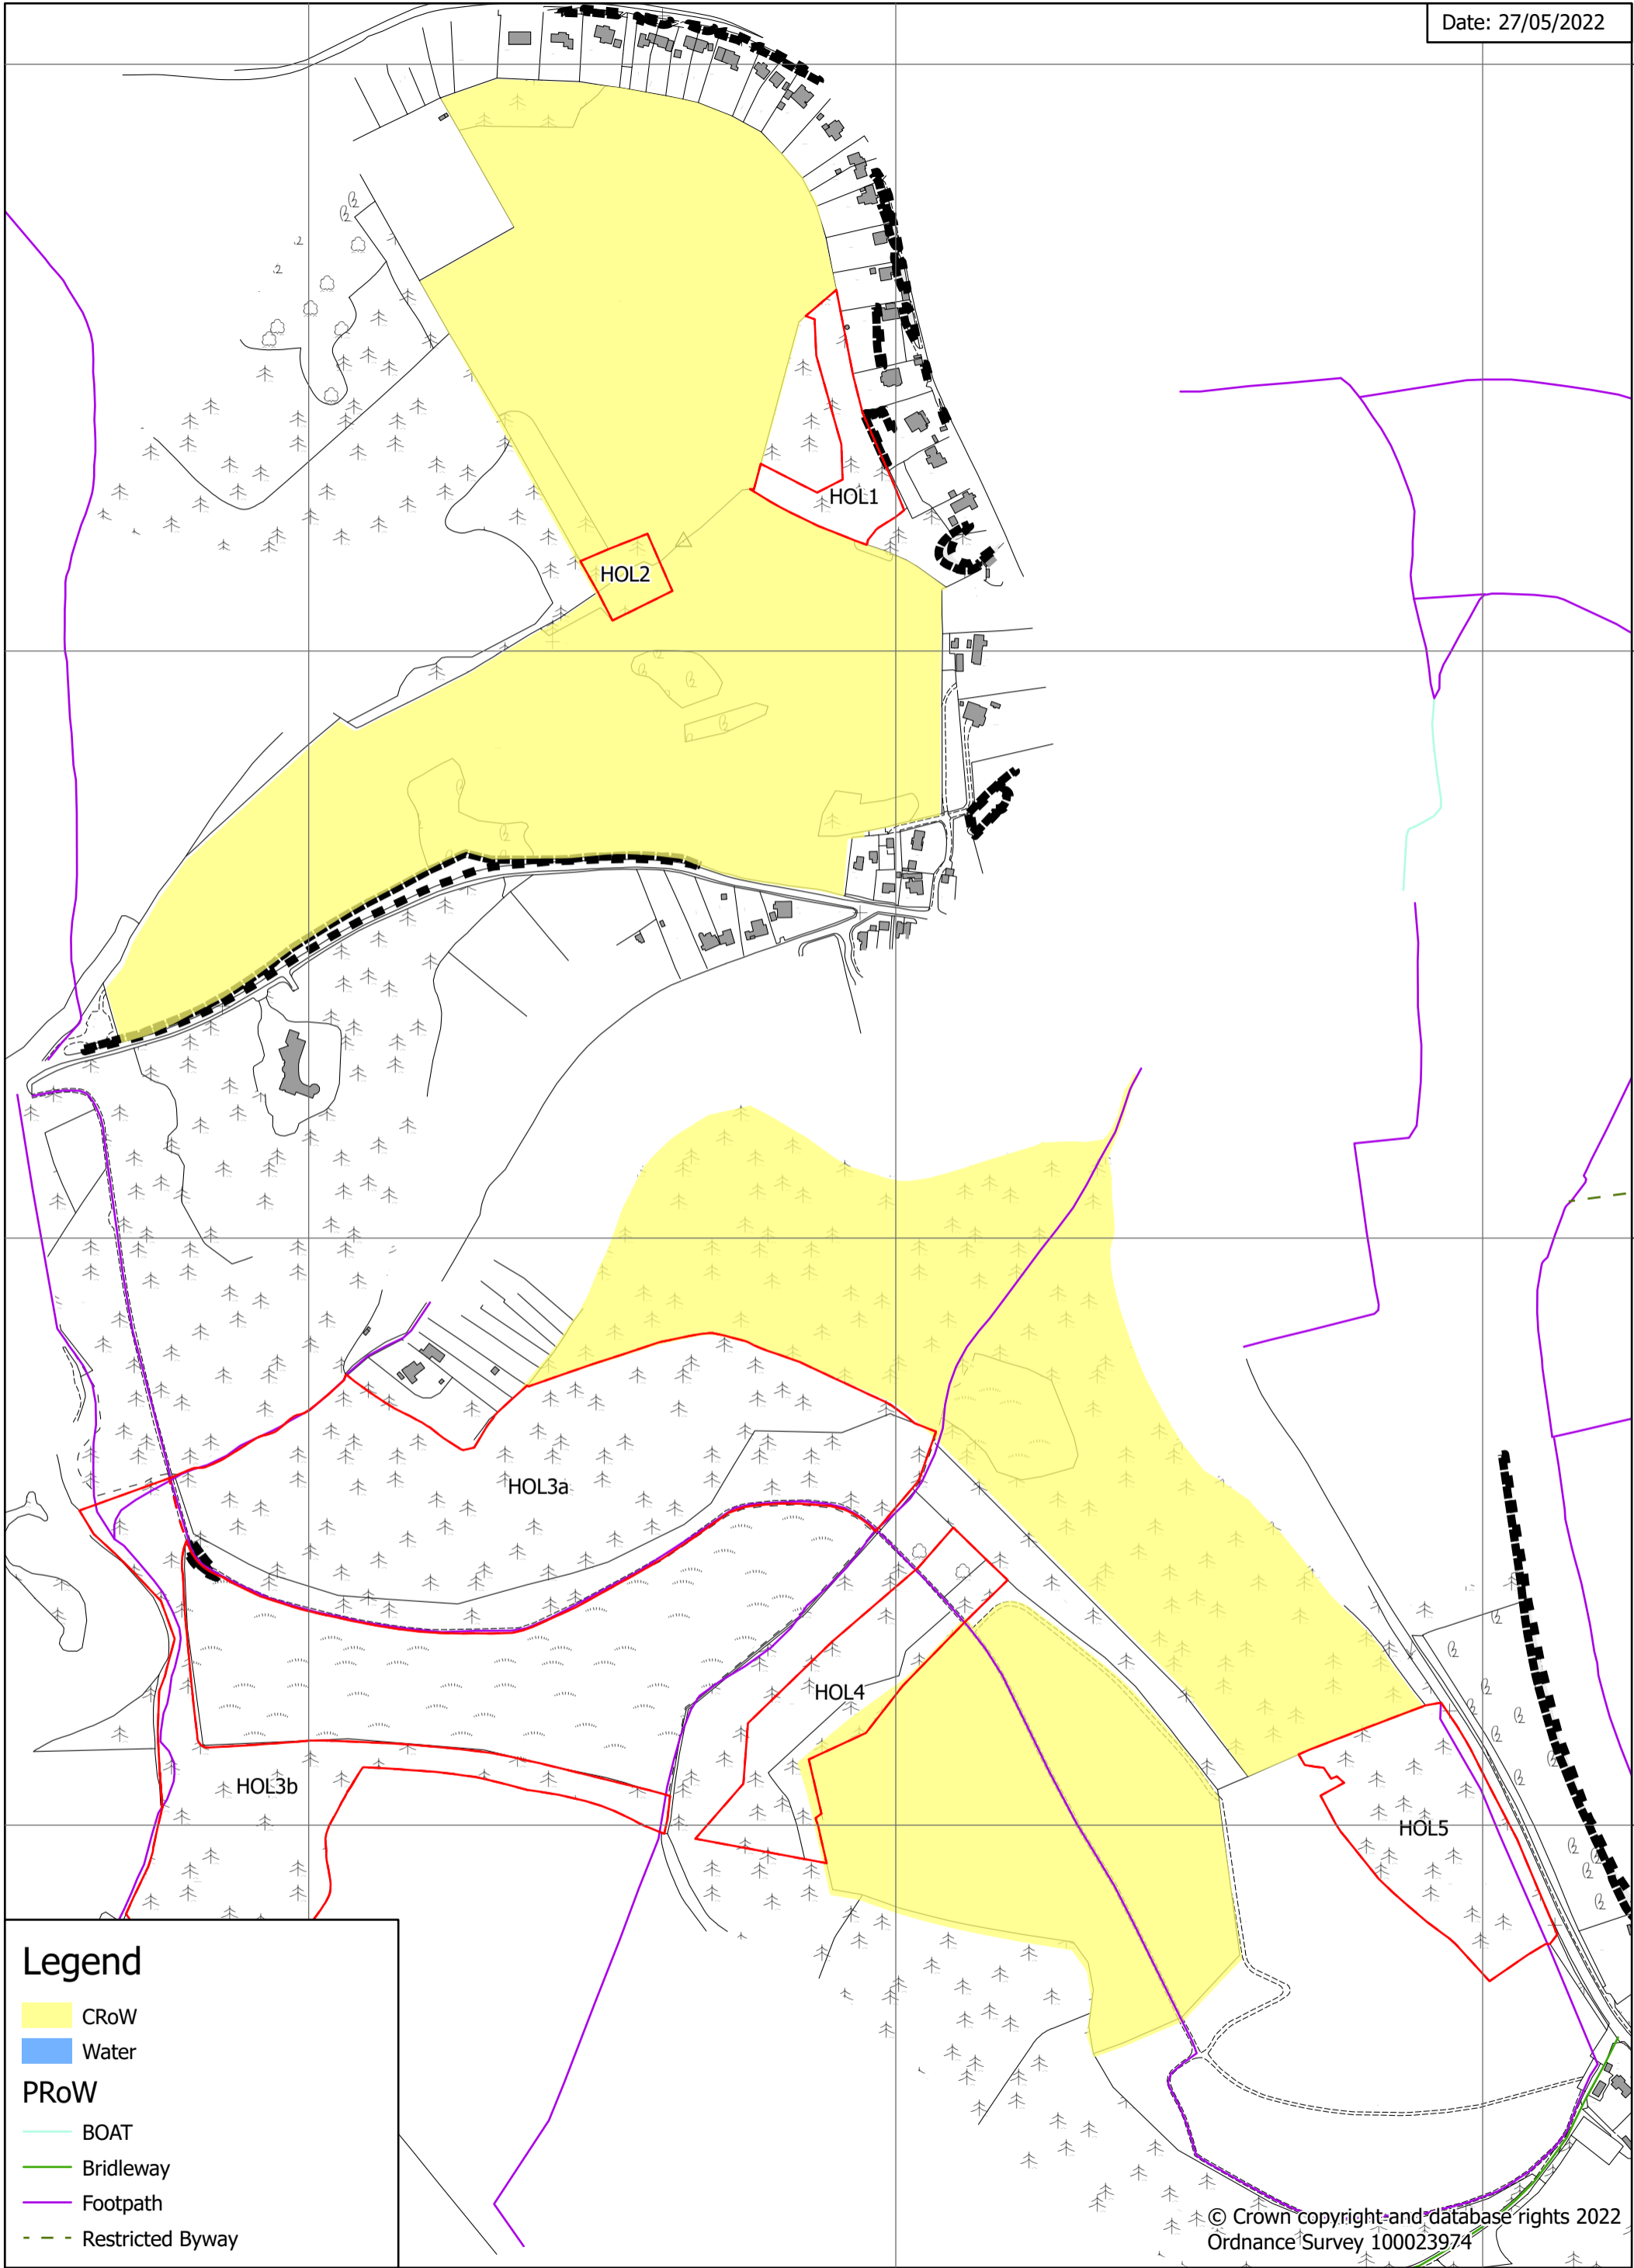 Date: 27/05/2022
HOL1
HOL2
HOL3a
HOL4
HOL3b
HOL5
Legend
CRoW
Water
PRoW
BOAT
Bridleway
Footpath
Restricted Byway
© Crown copyright and database rights 2022
Ordnance Survey 100023974